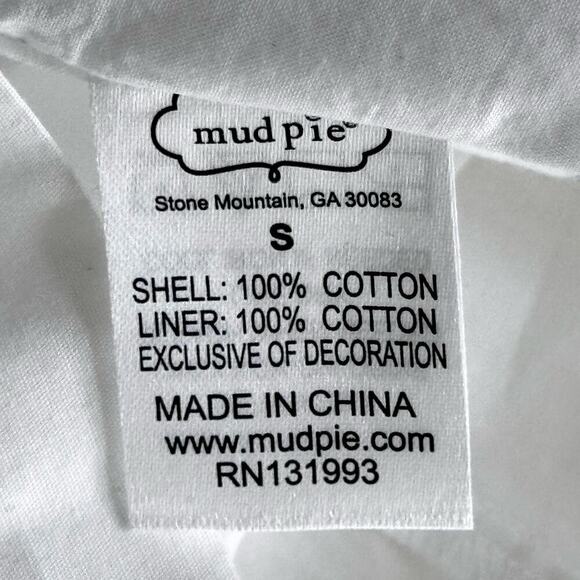 mud pie
Stone Mountain, GA 30083
S
SHELL: 100% COTTON
LINER: 100% COTTON
EXCLUSIVE OF DECORATION
MADE IN CHINA
www.mudpie.com
RN131993